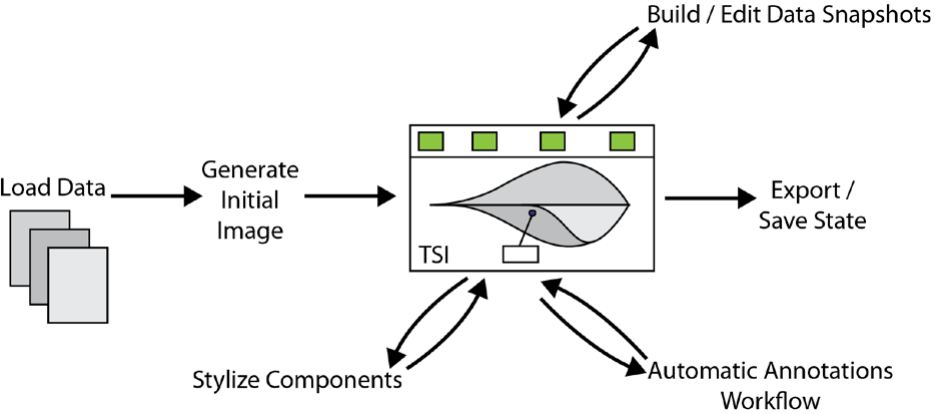 Build / Edit Data Snapshots
Load Data
Generate
Initial
Image
TSI
Export /
Save State
Stylize Components
Automatic Annotations
Workflow